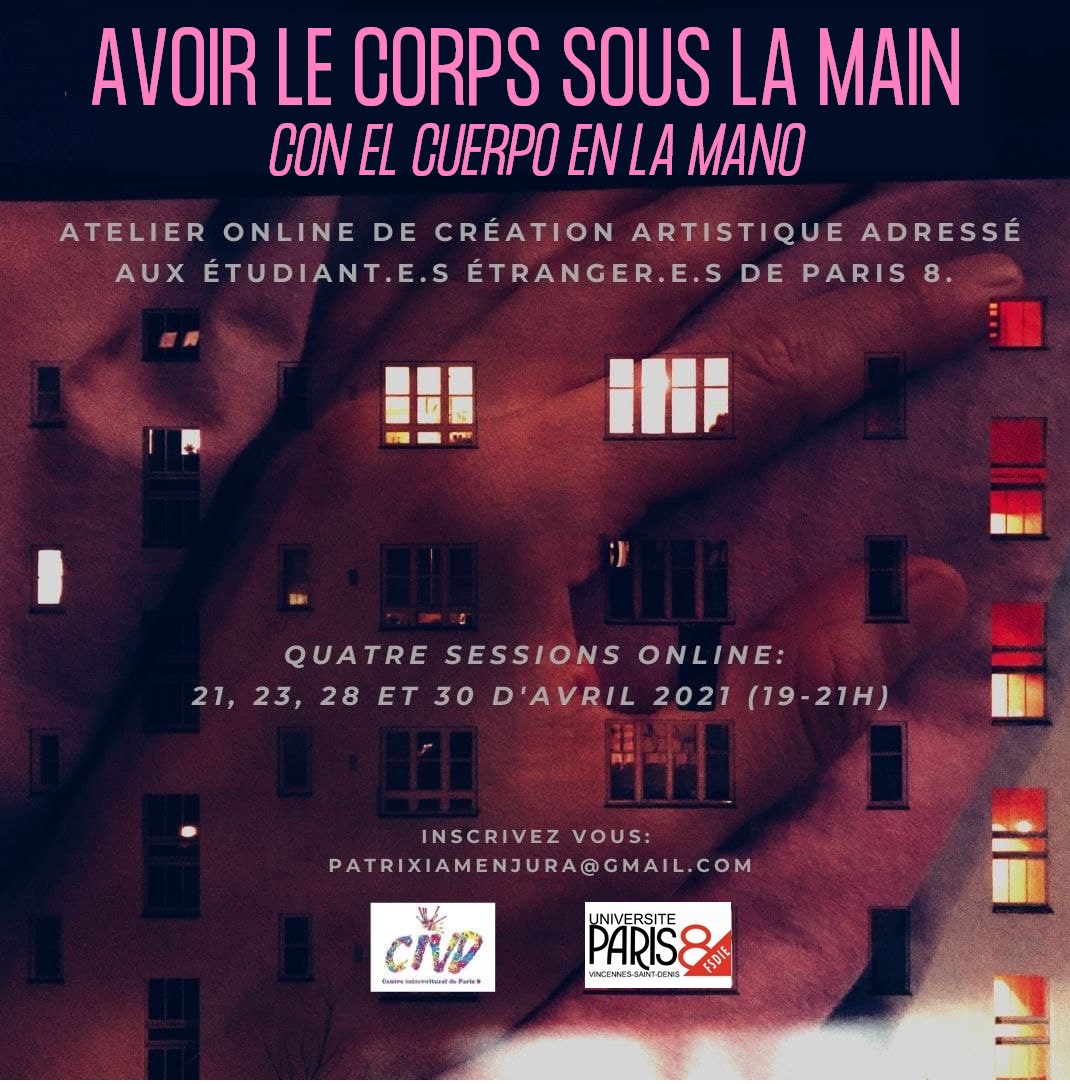 AVOIR LE CORPS SOUS LA MAIN
CON EL CUERPO EN LA MANO
ATELIER ONLINE DE CRÉATION ARTISTIQUE ADRESSÉ
AUX ÉTUDIANT.E.S ÉTRANGER.E.S DE PARIS 8.
QUATRE SESSIONS ONLINE:
21, 23, 28 ET 30 D'AVRIL 2021 (19-21H)
INSCRIVEZ VOUS:
PATRIXIAMENJURA@GMAIL.COM
Centre interculturel de Paris 8
UNIVERSITE
PARIS 8
FSDIE
VINCENNES-SAINT-DENIS